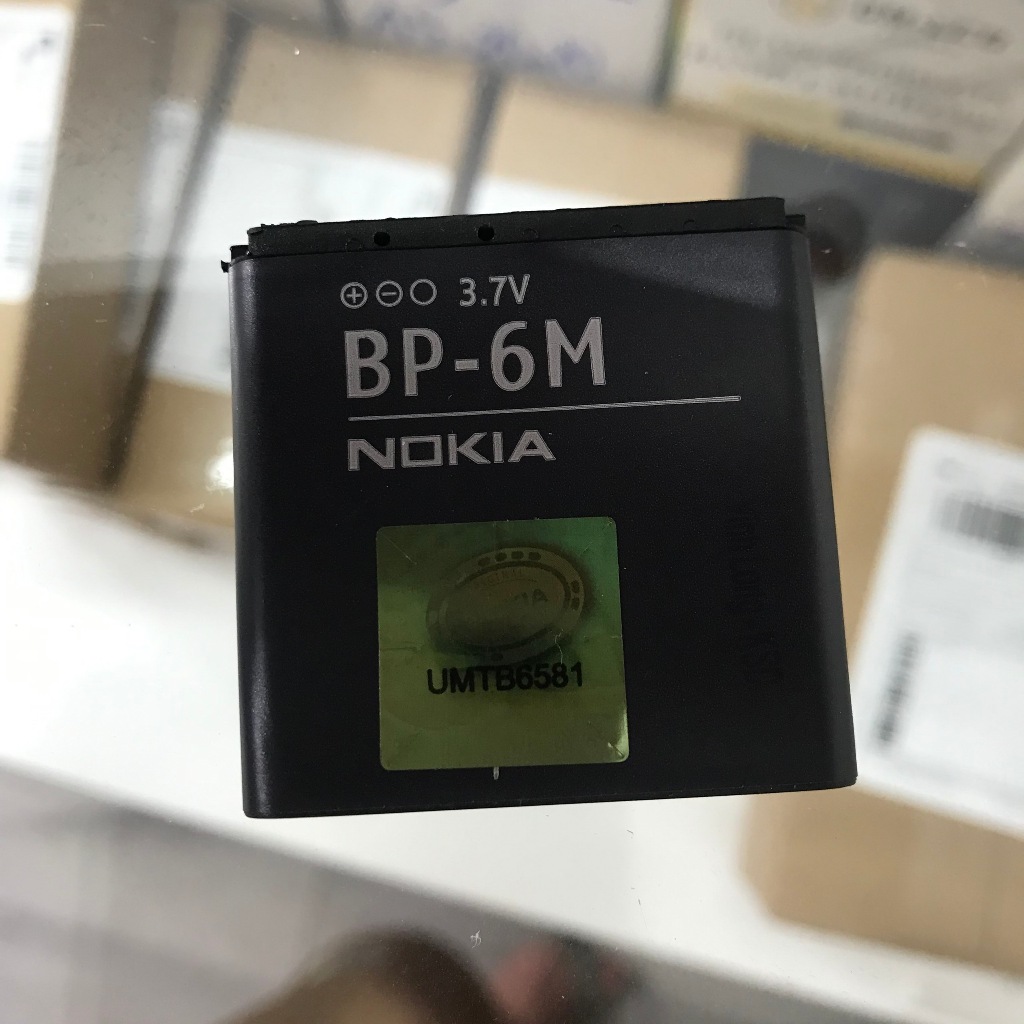 3.7V
BP-6M
NOKIA
UMTB6581